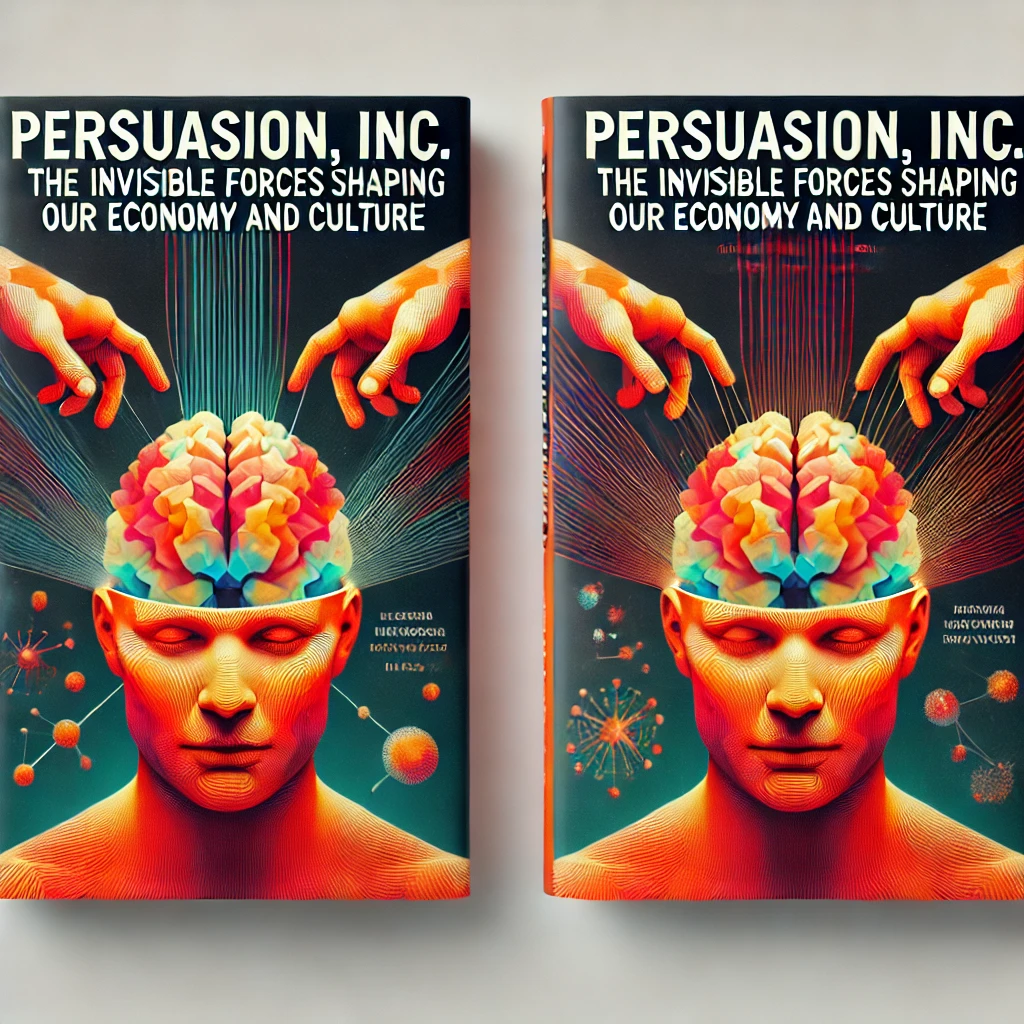 PERSUASION, INC.
THE INVISIBLE FORCES SHAPING
OUR ECONOMY AND CULTURE
PERSUASION, INC.
THE INVISIBLE FORCES SHAPING
OUR ECONOMY AND CULTURE